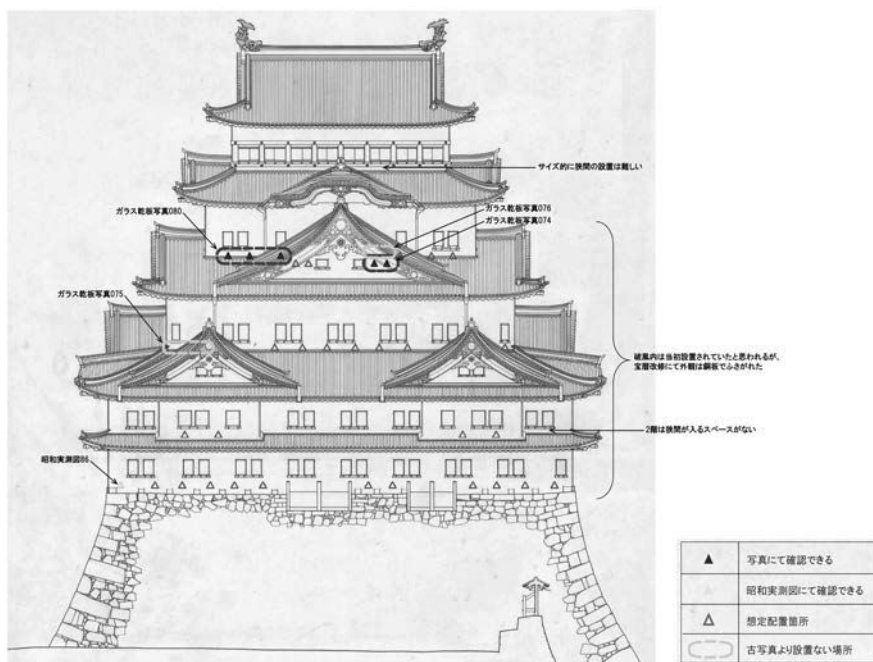 サイズ的に狭間の設置は難しい
ガラス乾板写真080
ガラス乾板写真076
ガラス乾板写真074
ガラス乾板写真075
破風内は当初設置されていたと思われるが、
宝暦改修にて外観は銅板でふさがれた
2階は狭間が入るスペースがない
昭和実測図86
写真にて確認できる
昭和実測図にて確認できる
想定配置箇所
古写真より設置ない場所